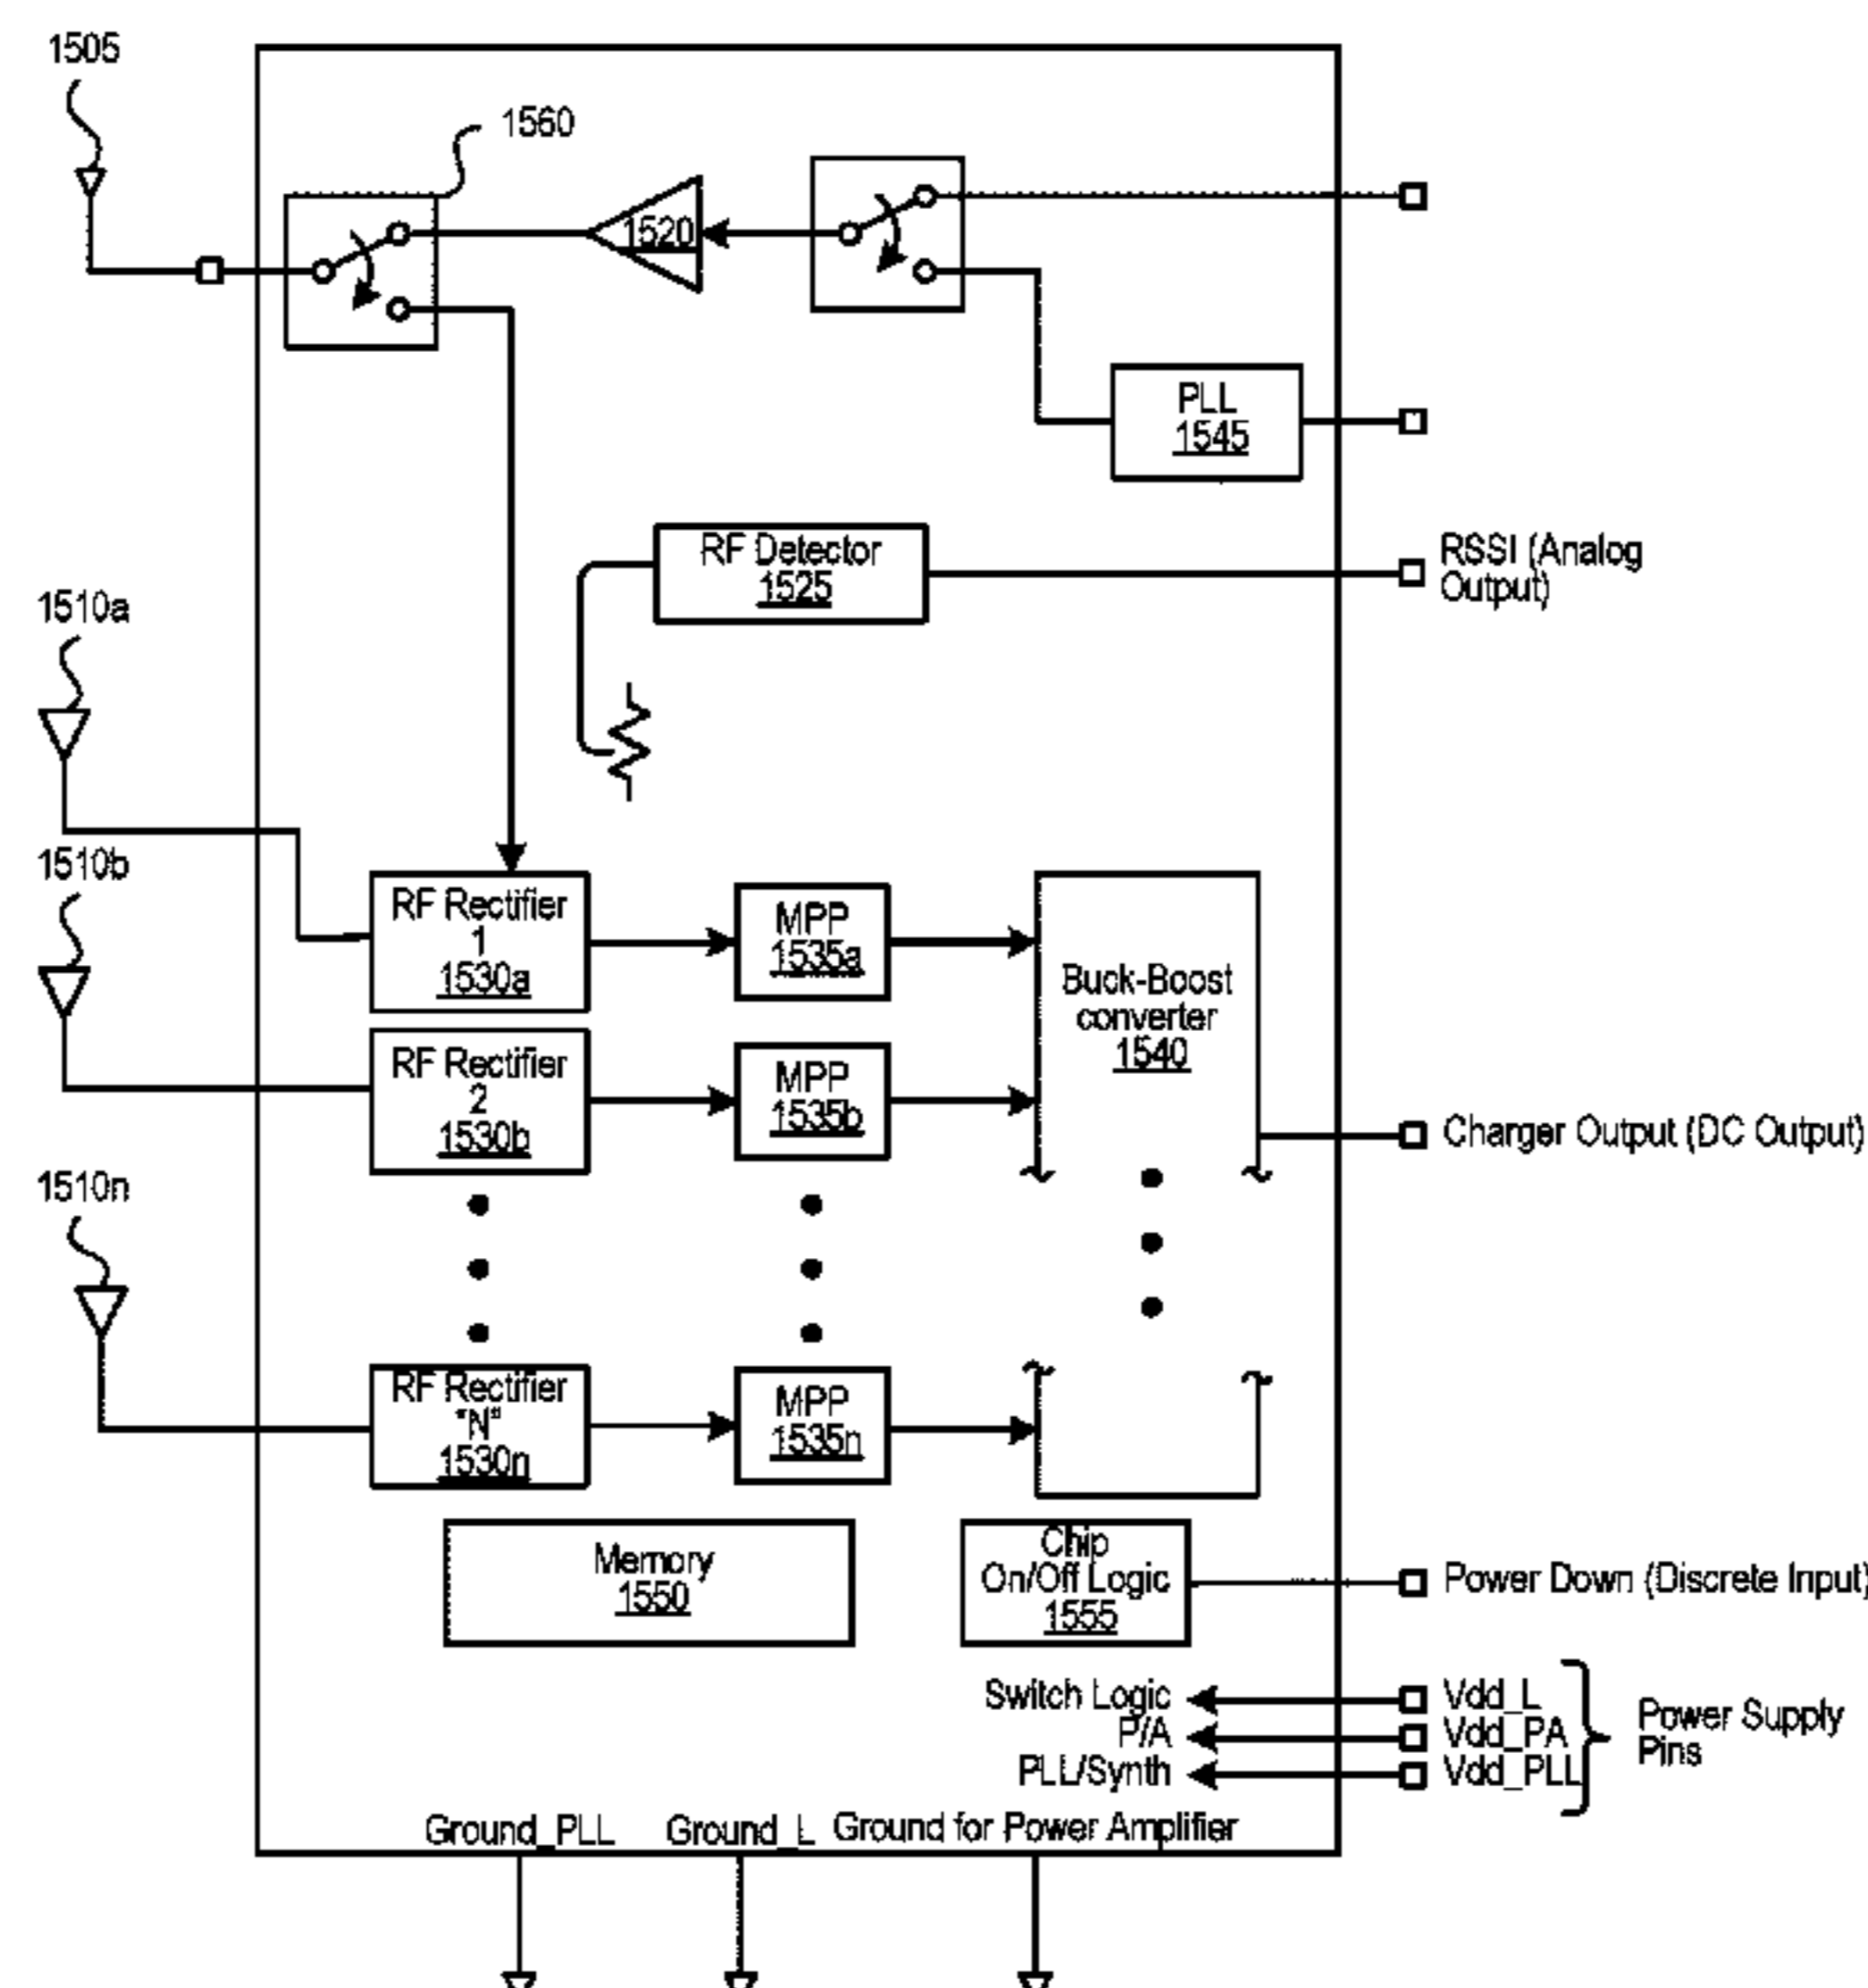 1505
1560
1520
PLL
1545
RF Detector
1525
RSSI (Analog
Output)
1510a
1510b
RF Rectifier
1
1530a
MPP
1535a
Buck-Boost
converter
1540
RF Rectifier
2
1530b
MPP
1535b
Charger Output (DC Output)
1510n
RF Rectifier
"N"
1530n
MPP
1535n
Memory
1550
Chip
On/Off Logic
1555
Power Down (Discrete Input)
Switch Logic
Vdd_L
P/A
Vdd_PA
PLL/Synth
Vdd_PLL
Power Supply
Pins
Ground_PLL
Ground_L
Ground for Power Amplifier